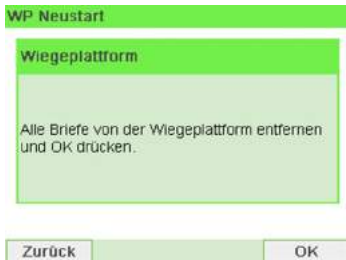 WP Neustart
Wiegeplattform
Alle Briefe von der Wiegeplattform entfernen
und OK drücken.
Zurück
OK